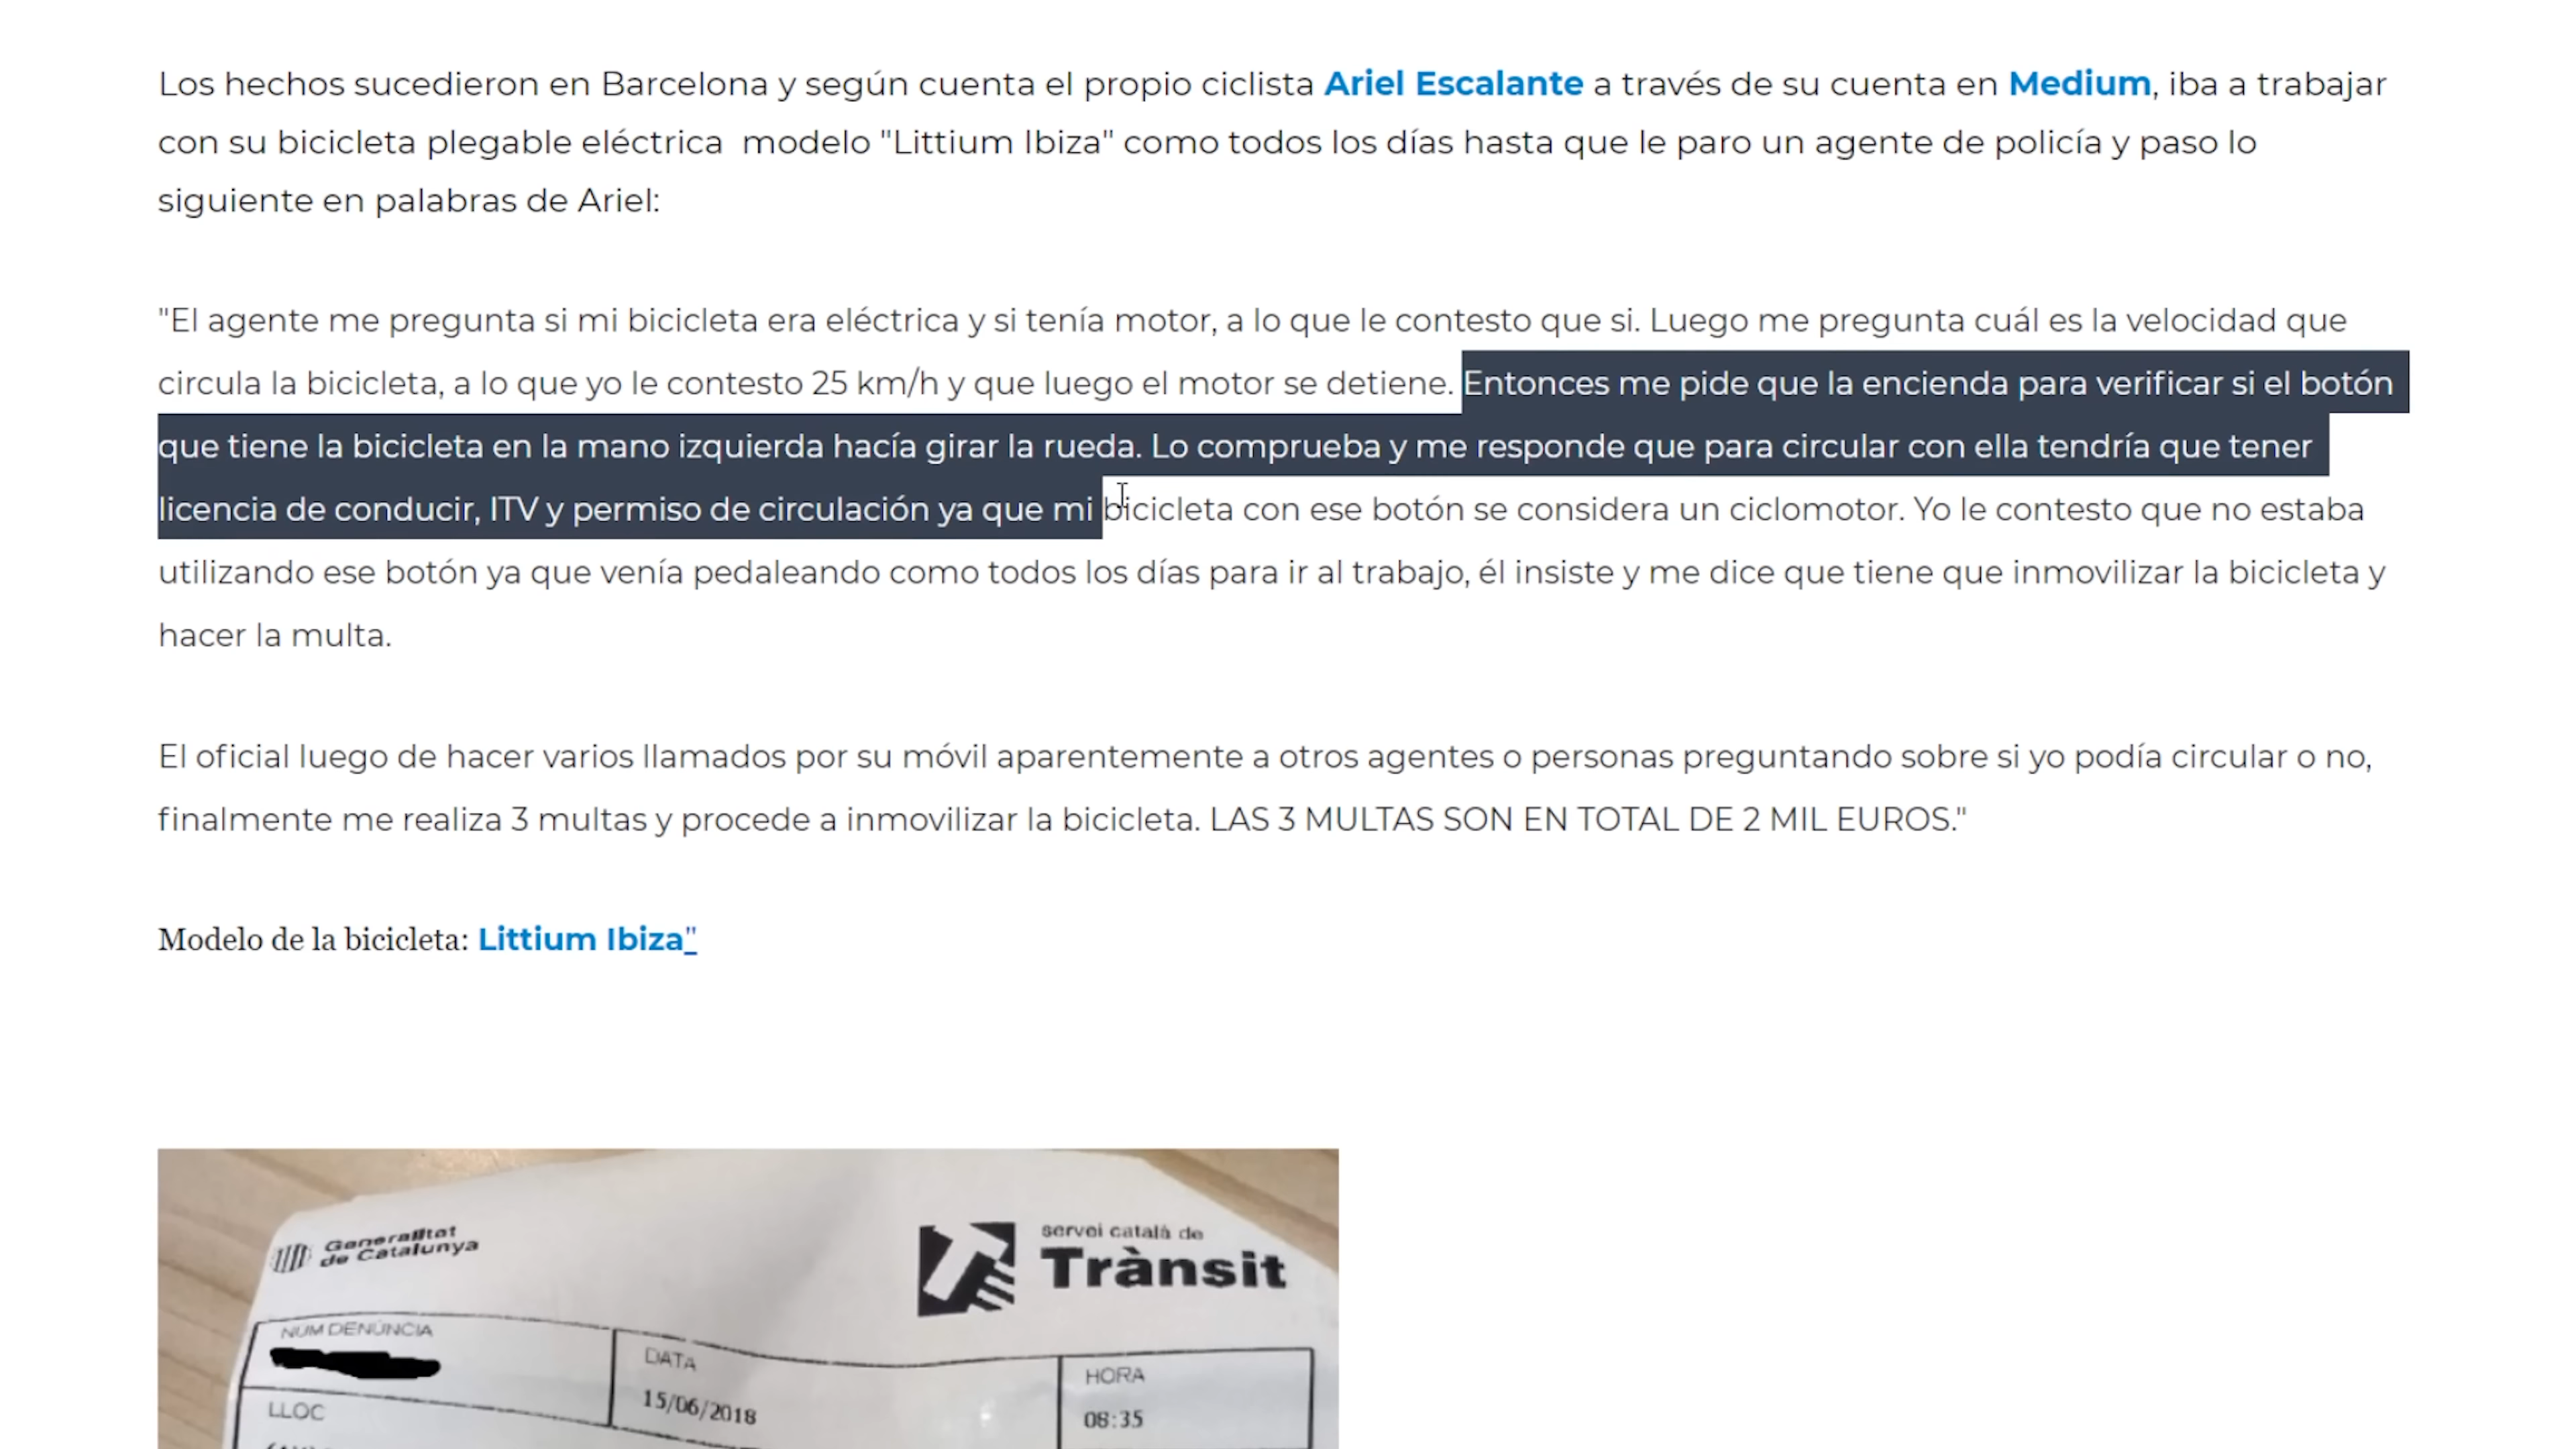 Los hechos sucedieron en Barcelona y según cuenta el propio ciclista Ariel Escalante a través de su cuenta en Medium, iba a trabajar
con su bicicleta plegable eléctrica modelo "Littium Ibiza" como todos los días hasta que le paro un agente de policía y paso lo
siguiente en palabras de Ariel:
"El agente me pregunta si mi bicicleta era eléctrica y si tenía motor, a lo que le contesto que si. Luego me pregunta cuál es la velocidad que
circula la bicicleta, a lo que yo le contesto 25 km/h y que luego el motor se detiene. Entonces me pide que la encienda para verificar si el botón
que tiene la bicicleta en la mano izquierda hacía girar la rueda. Lo comprueba y me responde que para circular con ella tendría que tener
licencia de conducir, ITV y permiso de circulación ya que mi bicicleta con ese botón se considera un ciclomotor. Yo le contesto que no estaba
utilizando ese botón ya que venía pedaleando como todos los días para ir al trabajo, él insiste y me dice que tiene que inmovilizar la bicicleta y
hacer la multa.
El oficial luego de hacer varios llamados por su móvil aparentemente a otros agentes o personas preguntando sobre si yo podía circular o no,
finalmente me realiza 3 multas y procede a inmovilizar la bicicleta. LAS 3 MULTAS SON EN TOTAL DE 2 MIL EUROS."
Modelo de la bicicleta: Littium Ibiza"
Generalitat
de Catalunya
servei català de
Trànsit
NUM DENÚNCIA
DATA
15/06/2018
HORA
08:35
LLOC